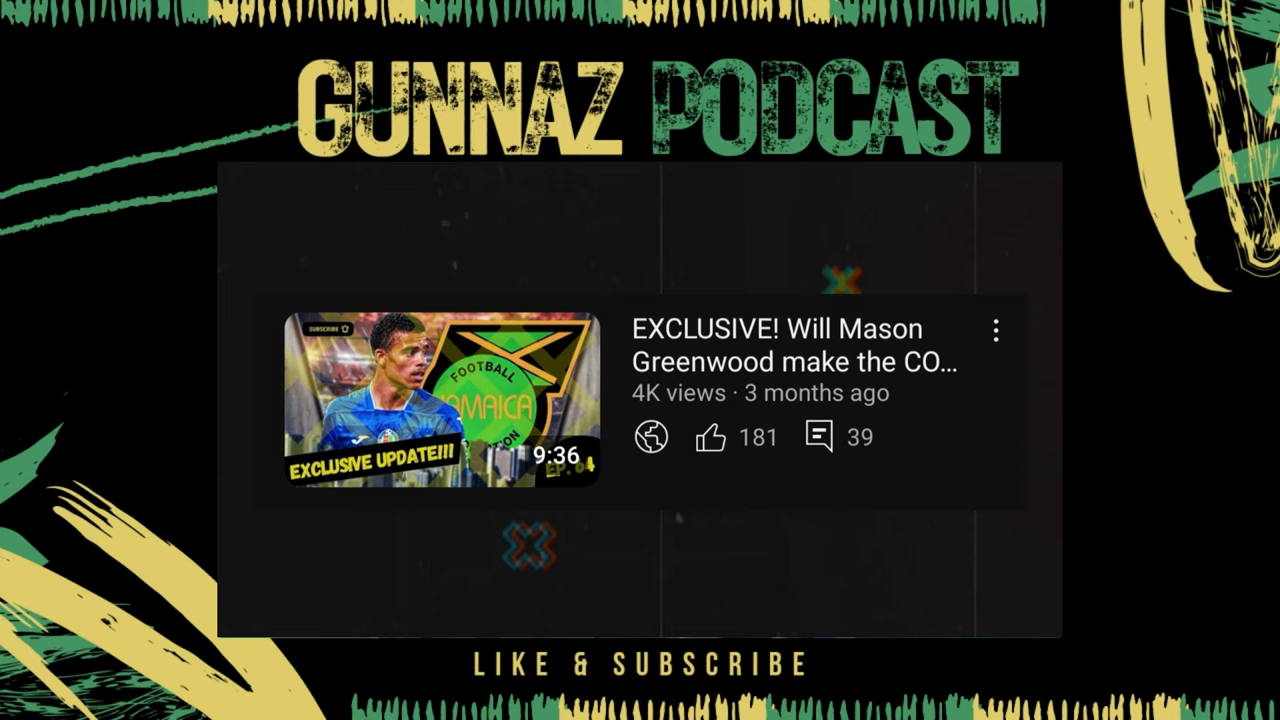 GUNNAZ PODCAST
SUBSCRIBE
FOOTBALL
JAMAICA
EXCLUSIVE UPDATE!!!
9:36
EP. 04
EXCLUSIVE! Will Mason
Greenwood make the CO...
4K views · 3 months ago
181
39
LIKE & SUBSCRIBE